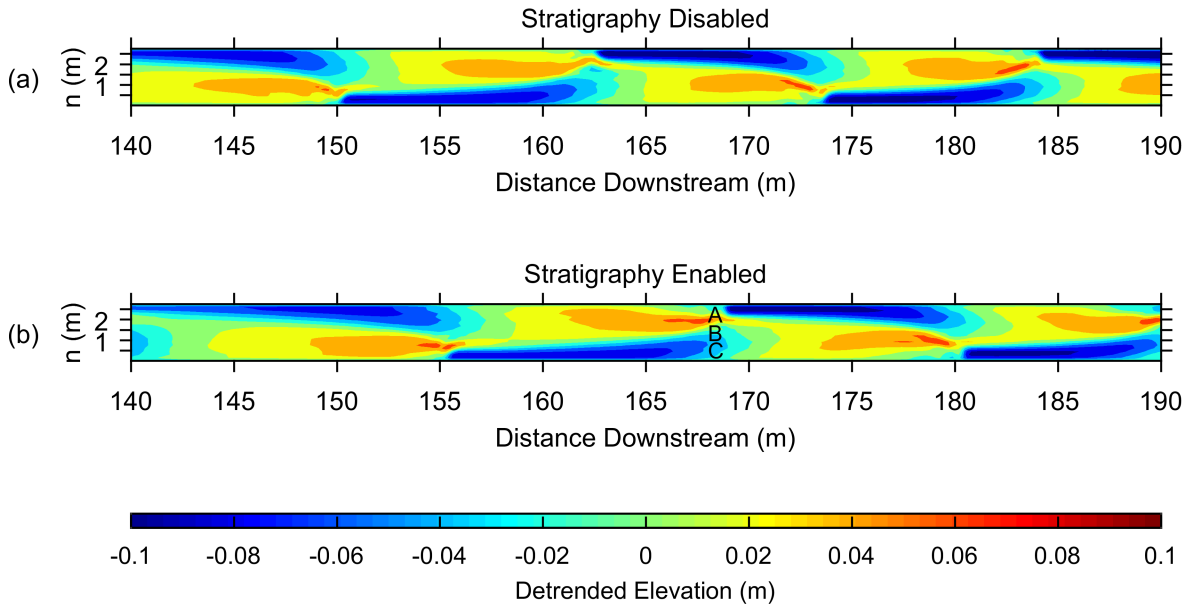 Stratigraphy Disabled
(a)
n (m)
2
1
140 145 150 155 160 165 170 175 180 185 190
Distance Downstream (m)
Stratigraphy Enabled
(b)
n (m)
2
1
A
B
C
140 145 150 155 160 165 170 175 180 185 190
Distance Downstream (m)
-0.1 -0.08 -0.06 -0.04 -0.02 0 0.02 0.04 0.06 0.08 0.1
Detrended Elevation (m)